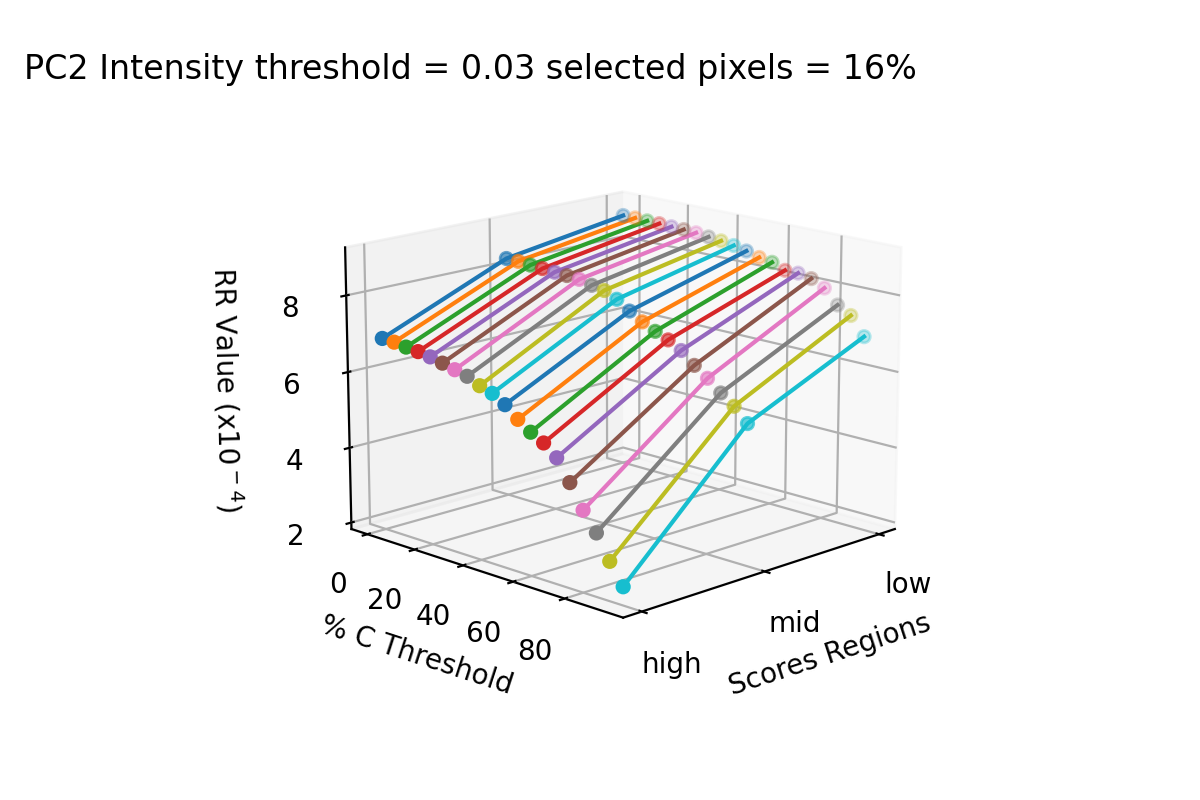 PC2 Intensity threshold = 0.03 selected pixels = 16%
RR Value (x10⁻⁴)
8
6
4
2
0
20
40
60
80
% C Threshold
high
mid
low
Scores Regions